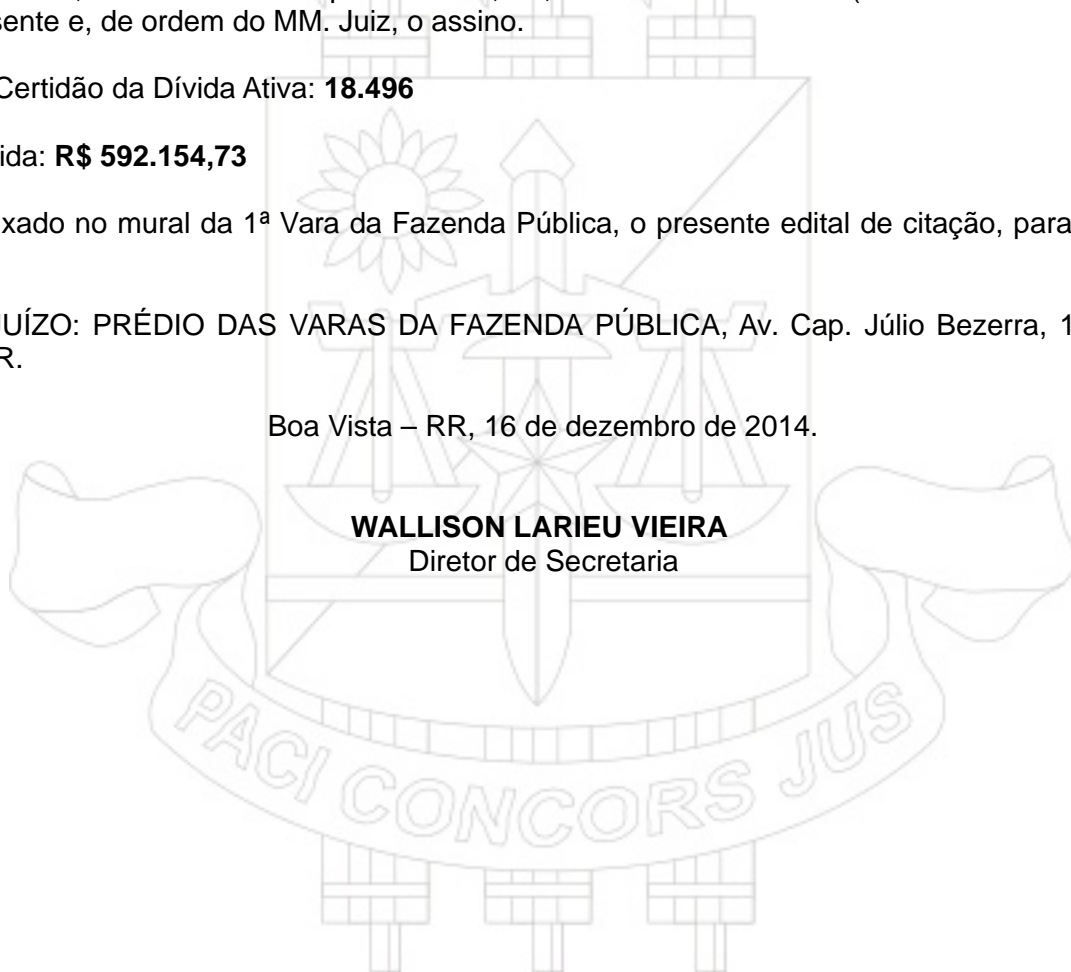 sente e, de ordem do MM. Juiz, o assino.
Certidão da Dívida Ativa: 18.496
ida: R$ 592.154,73
xado no mural da 1ª Vara da Fazenda Pública, o presente edital de citação, para
JUÍZO: PRÉDIO DAS VARAS DA FAZENDA PÚBLICA, Av. Cap. Júlio Bezerra, 1
R.
Boa Vista – RR, 16 de dezembro de 2014.
WALLISON LARIEU VIEIRA
Diretor de Secretaria
PACI CONCORS JUS